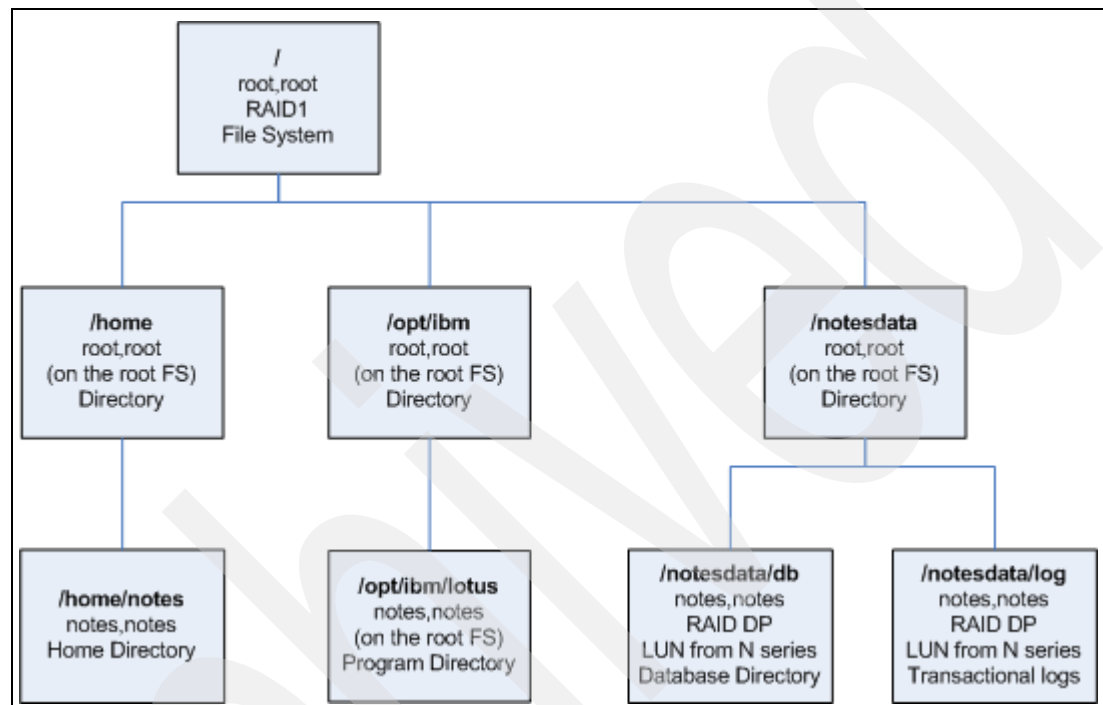 /
root,root
RAID1
File System
/home
root,root
(on the root FS)
Directory
/opt/ibm
root,root
(on the root FS)
Directory
/notesdata
root,root
(on the root FS)
Directory
/home/notes
notes,notes
Home Directory
/opt/ibm/lotus
notes,notes
(on the root FS)
Program Directory
/notesdata/db
notes,notes
RAID DP
LUN from N series
Database Directory
/notesdata/log
notes,notes
RAID DP
LUN from N series
Transactional logs
hived